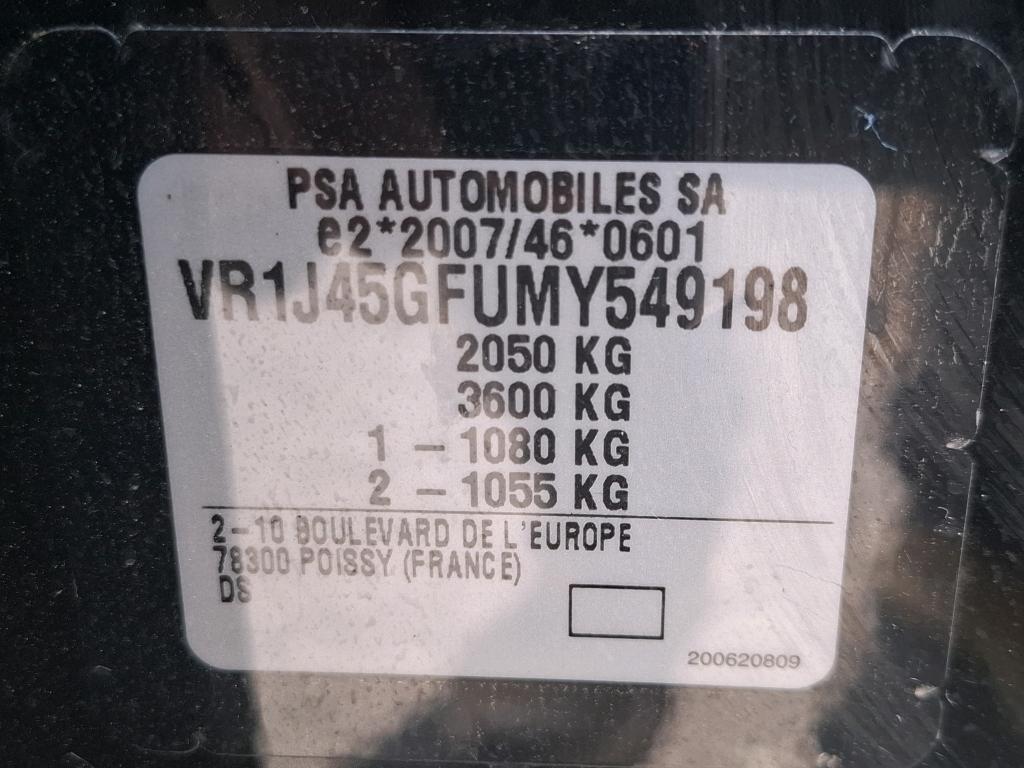 PSA AUTOMOBILES SA
e2*2007/46*0601
VR1J45GFUMY549198
2050 KG
3600 KG
1 - 1080 KG
2 - 1055 KG
2-10 BOULEVARD DE L'EUROPE
78300 POISSY (FRANCE)
DS
200620809